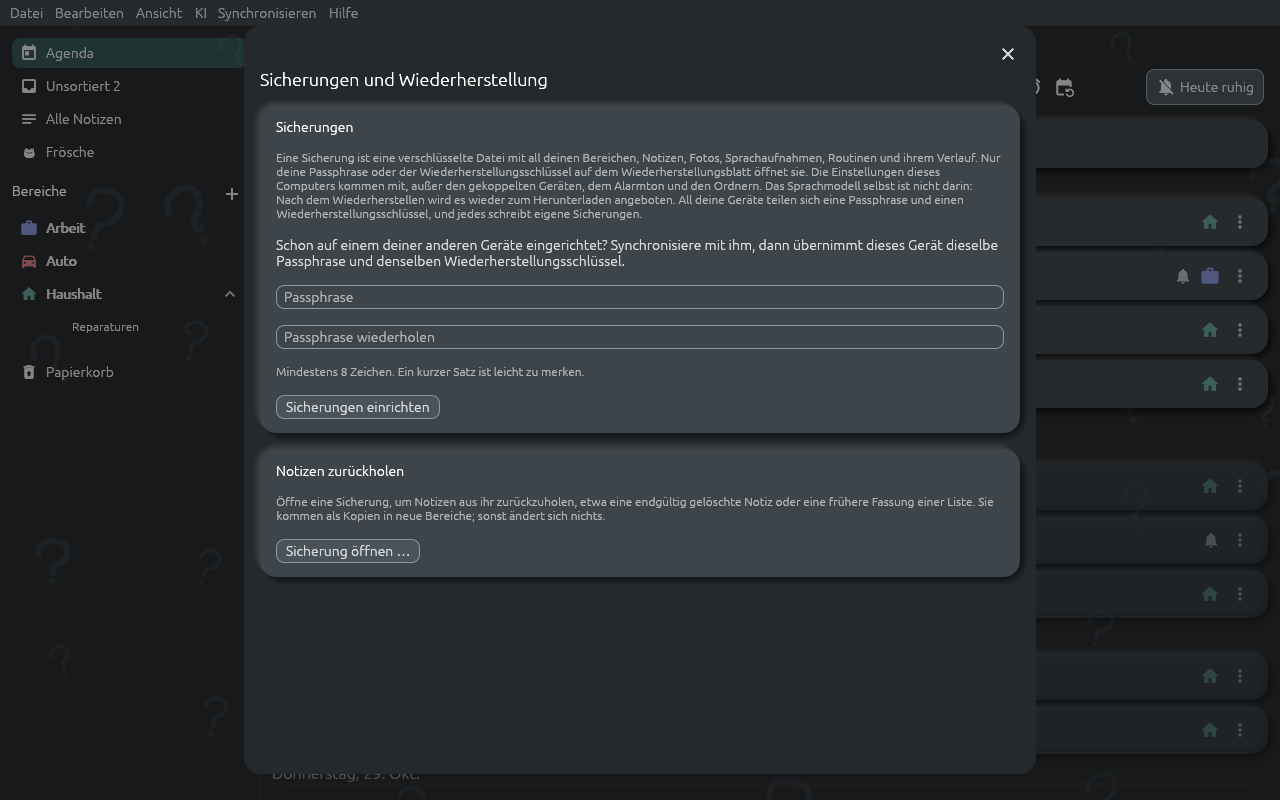 Datei Bearbeiten Ansicht KI Synchronisieren Hilfe
Agenda
Unsortiert 2
Alle Notizen
Frösche
Bereiche
Arbeit
Auto
Haushalt
Reparaturen
Papierkorb
Heute ruhig
Sicherungen und Wiederherstellung
Sicherungen
Eine Sicherung ist eine verschlüsselte Datei mit all deinen Bereichen, Notizen, Fotos, Sprachaufnahmen, Routinen und ihrem Verlauf. Nur
deine Passphrase oder der Wiederherstellungsschlüssel auf dem Wiederherstellungsblatt öffnet sie. Die Einstellungen dieses
Computers kommen mit, außer den gekoppelten Geräten, dem Alarmton und den Ordnern. Das Sprachmodell selbst ist nicht darin:
Nach dem Wiederherstellen wird es wieder zum Herunterladen angeboten. All deine Geräte teilen sich eine Passphrase und einen
Wiederherstellungsschlüssel, und jedes schreibt eigene Sicherungen.
Schon auf einem deiner anderen Geräte eingerichtet? Synchronisiere mit ihm, dann übernimmt dieses Gerät dieselbe
Passphrase und denselben Wiederherstellungsschlüssel.
Passphrase
Passphrase wiederholen
Mindestens 8 Zeichen. Ein kurzer Satz ist leicht zu merken.
Sicherungen einrichten
Notizen zurückholen
Öffne eine Sicherung, um Notizen aus ihr zurückzuholen, etwa eine endgültig gelöschte Notiz oder eine frühere Fassung einer Liste. Sie
kommen als Kopien in neue Bereiche; sonst ändert sich nichts.
Sicherung öffnen …
Donnerstag, 29. Okt.